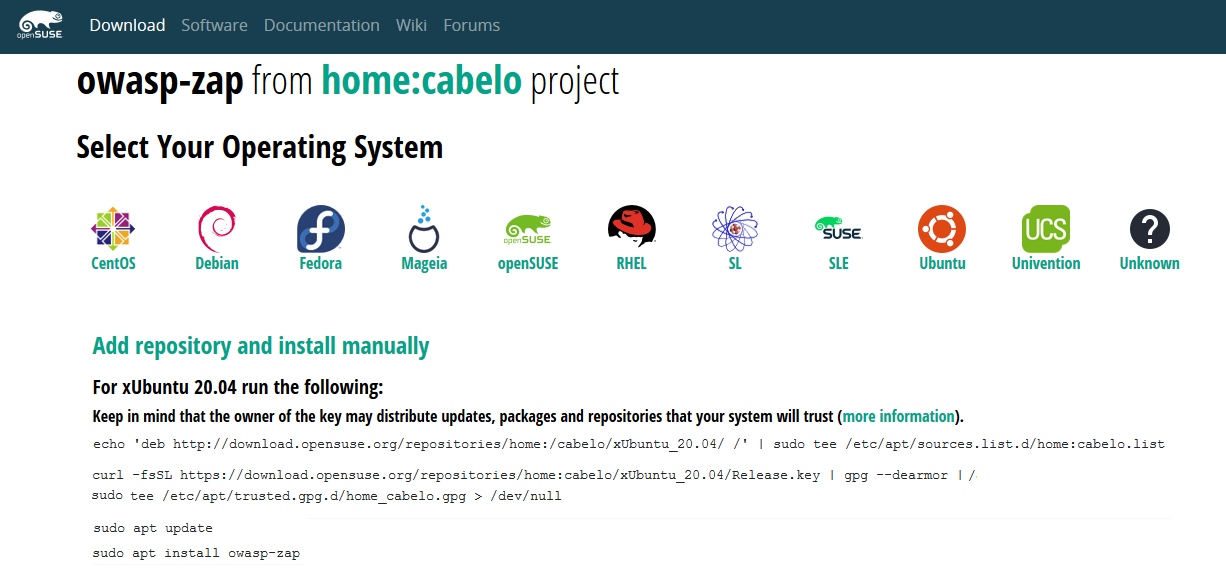 openSUSE Download Software Documentation Wiki Forums
owasp-zap from home:cabelo project
Select Your Operating System
openSUSE SUSE UCS ?
CentOS Debian Fedora Mageia openSUSE RHEL SL SLE Ubuntu Univention Unknown
Add repository and install manually
For xUbuntu 20.04 run the following:
Keep in mind that the owner of the key may distribute updates, packages and repositories that your system will trust (more information).
echo 'deb http://download.opensuse.org/repositories/home:/cabelo/xUbuntu_20.04/ /' | sudo tee /etc/apt/sources.list.d/home:cabelo.list
curl -fsSL https://download.opensuse.org/repositories/home:cabelo/xUbuntu_20.04/Release.key | gpg --dearmor | /
sudo tee /etc/apt/trusted.gpg.d/home_cabelo.gpg > /dev/null
sudo apt update
sudo apt install owasp-zap